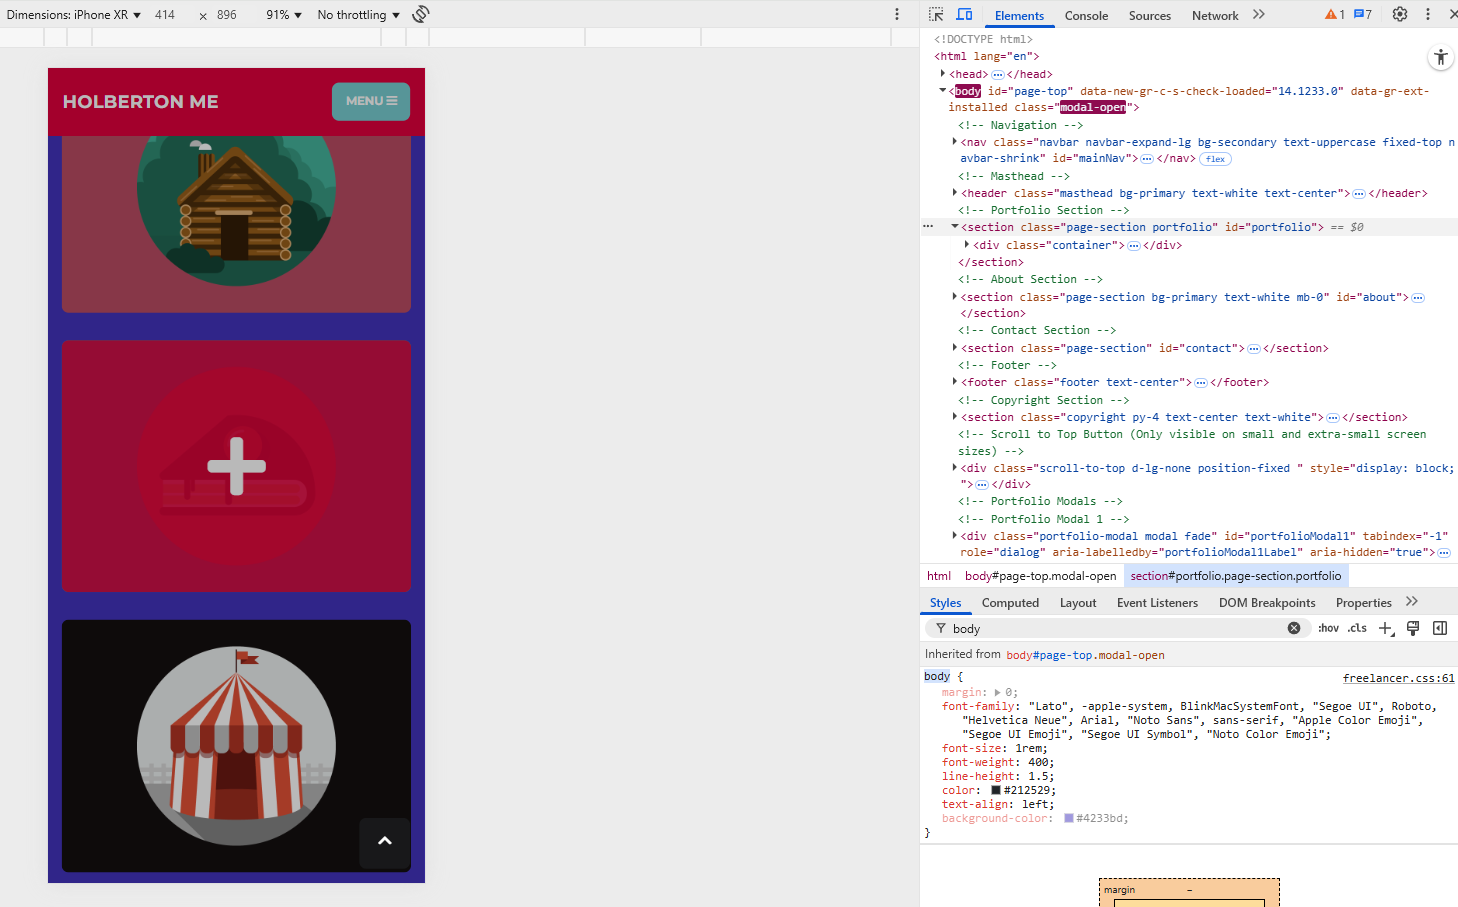 Dimensions: iPhone XR ▼ 414 × 896 91% ▼ No throttling ▼
HOLBERTON ME
MENU
Elements Console Sources Network 1 7
<!DOCTYPE html>
<html lang="en">
<head></head>
<body id="page-top" data-new-gr-c-s-check-loaded="14.1233.0" data-gr-ext-
installed class="modal-open">
<!-- Navigation -->
<nav class="navbar navbar-expand-lg bg-secondary text-uppercase fixed-top n
avbar-shrink" id="mainNav"></nav> flex
<!-- Masthead -->
<header class="masthead bg-primary text-white text-center"></header>
<!-- Portfolio Section -->
<section class="page-section portfolio" id="portfolio"> == $0
<div class="container"></div>
</section>
<!-- About Section -->
<section class="page-section bg-primary text-white mb-0" id="about">
</section>
<!-- Contact Section -->
<section class="page-section" id="contact"></section>
<!-- Footer -->
<footer class="footer text-center"></footer>
<!-- Copyright Section -->
<section class="copyright py-4 text-center text-white"></section>
<!-- Scroll to Top Button (Only visible on small and extra-small screen
sizes) -->
<div class="scroll-to-top d-lg-none position-fixed " style="display: block;
"></div>
<!-- Portfolio Modals -->
<!-- Portfolio Modal 1 -->
<div class="portfolio-modal modal fade" id="portfolioModal1" tabindex="-1"
role="dialog" aria-labelledby="portfolioModal1Label" aria-hidden="true">
html body#page-top.modal-open section#portfolio.page-section.portfolio
Styles Computed Layout Event Listeners DOM Breakpoints Properties
body :hov .cls
Inherited from body#page-top.modal-open
body { freelancer.css:61
margin: 0;
font-family: "Lato", -apple-system, BlinkMacSystemFont, "Segoe UI", Roboto,
"Helvetica Neue", Arial, "Noto Sans", sans-serif, "Apple Color Emoji",
"Segoe UI Emoji", "Segoe UI Symbol", "Noto Color Emoji";
font-size: 1rem;
font-weight: 400;
line-height: 1.5;
color: #212529;
text-align: left;
background-color: #4233bd;
}
margin –